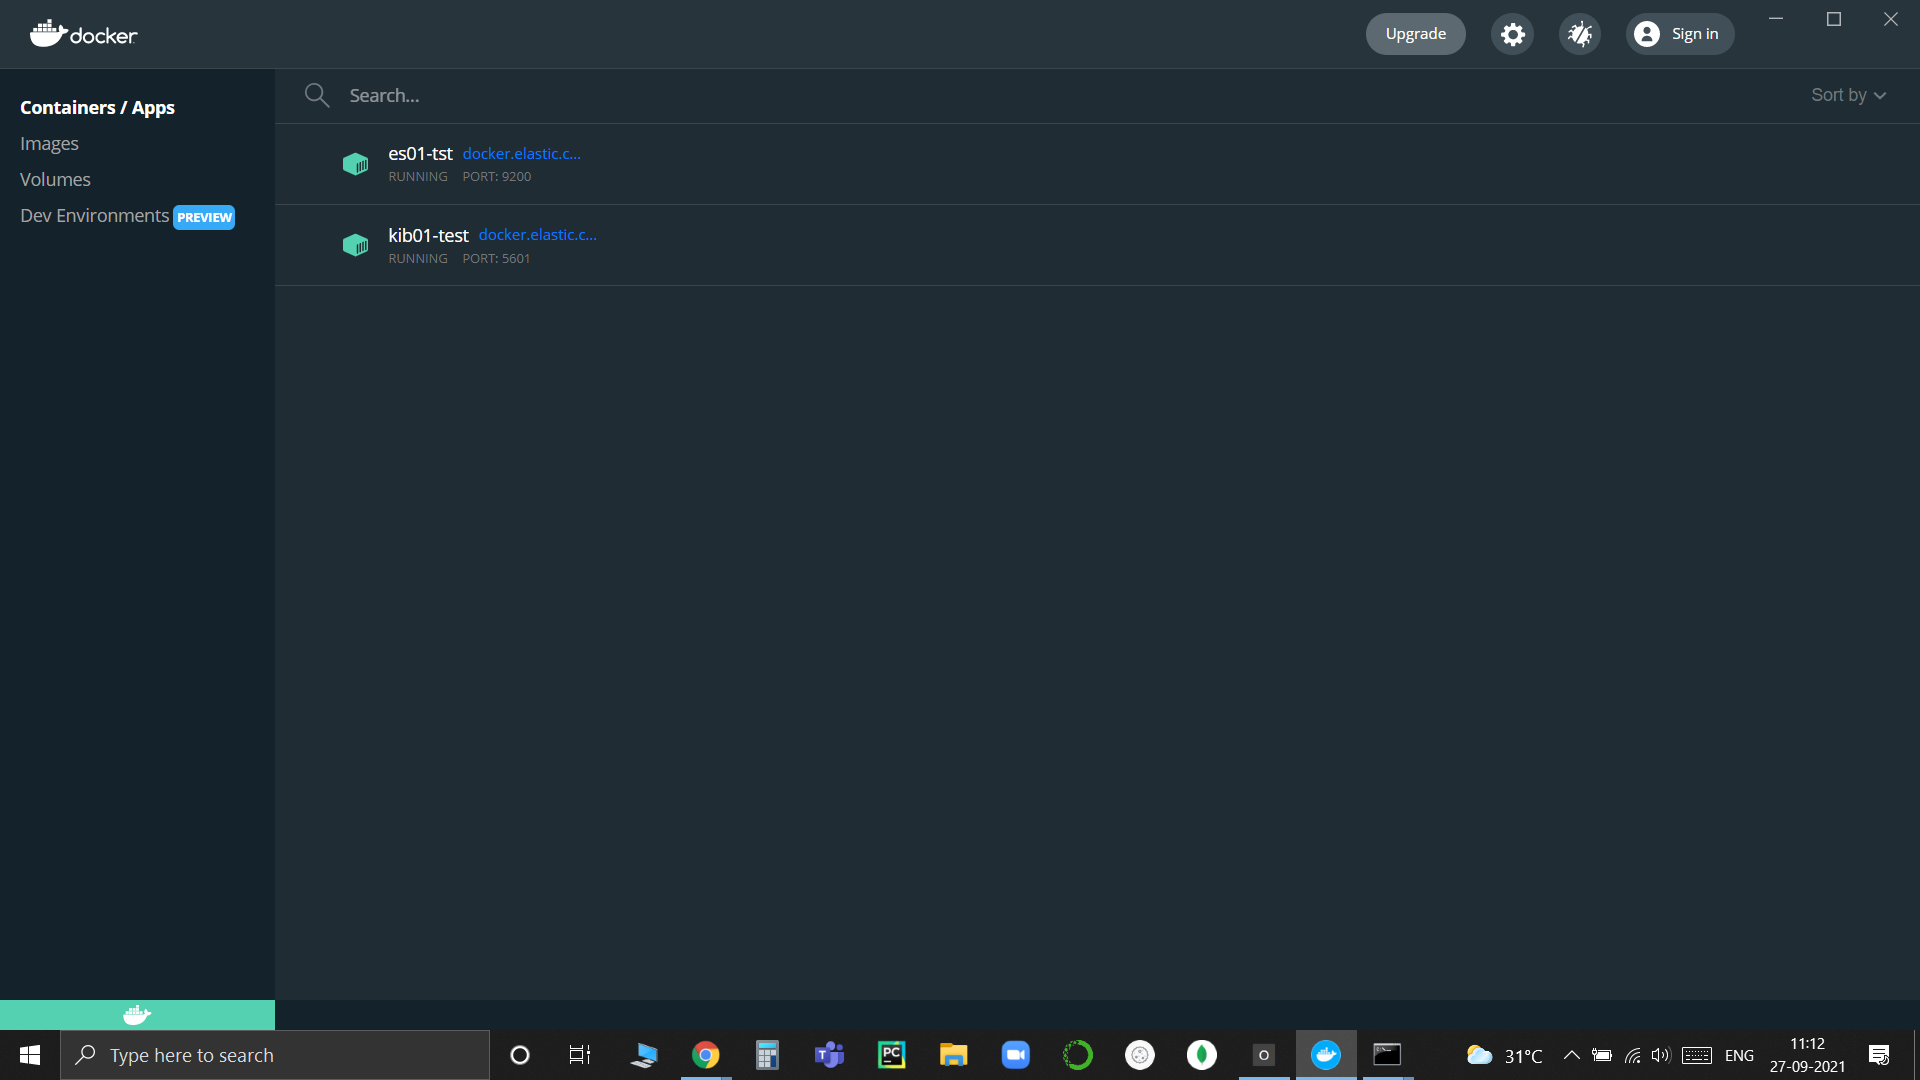 docker
Upgrade
Sign in
Containers / Apps
Images
Volumes
Dev Environments PREVIEW
Search...
Sort by
es01-tst docker.elastic.c...
RUNNING PORT: 9200
kib01-test docker.elastic.c...
RUNNING PORT: 5601
Type here to search
T
PC
O
31°C
ENG
11:12
27-09-2021